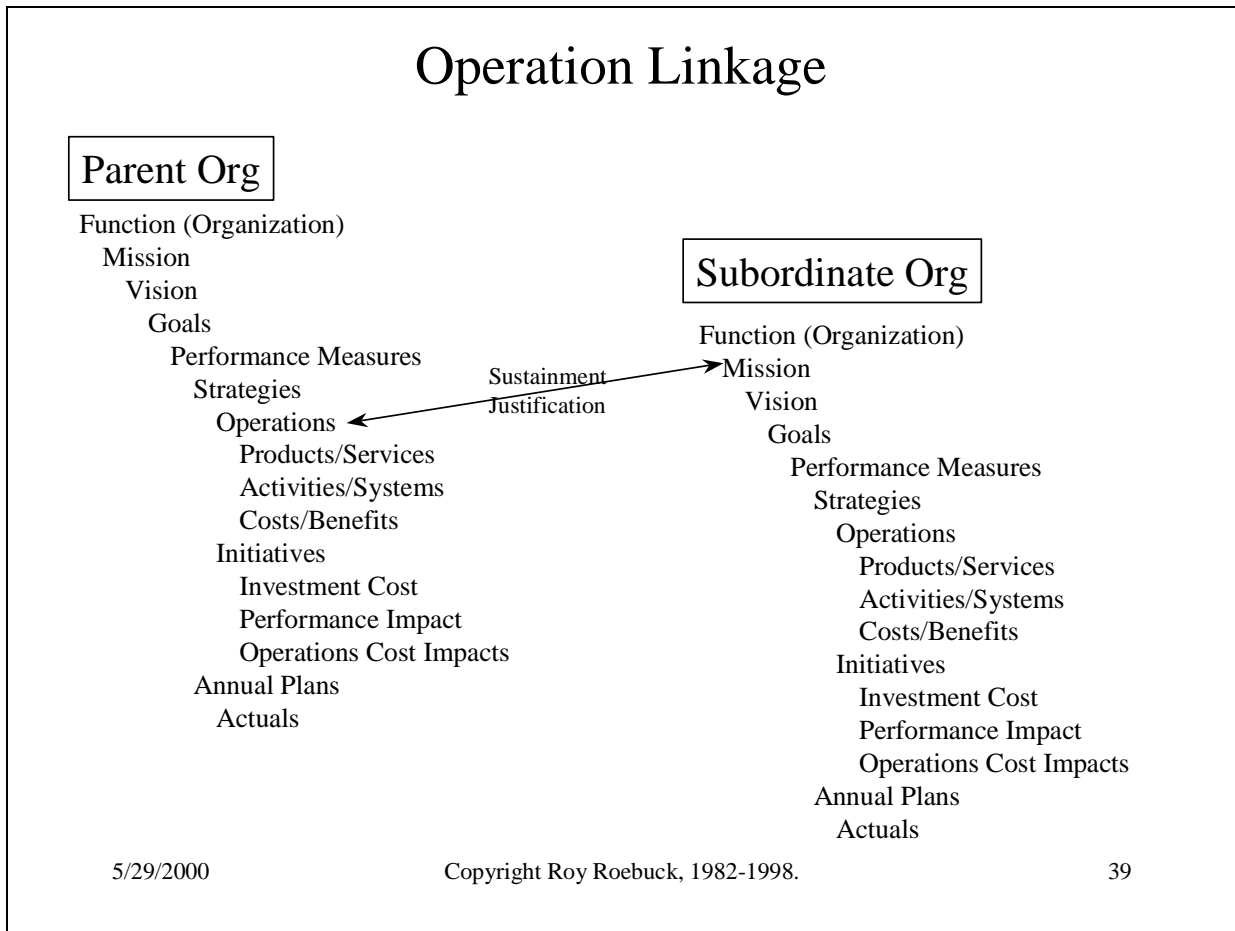 Operation Linkage
Parent Org
Function (Organization)
Mission
Vision
Goals
Performance Measures
Strategies
Operations
Products/Services
Activities/Systems
Costs/Benefits
Initiatives
Investment Cost
Performance Impact
Operations Cost Impacts
Annual Plans
Actuals
Sustainment
Justification
Subordinate Org
Function (Organization)
Mission
Vision
Goals
Performance Measures
Strategies
Operations
Products/Services
Activities/Systems
Costs/Benefits
Initiatives
Investment Cost
Performance Impact
Operations Cost Impacts
Annual Plans
Actuals
5/29/2000
Copyright Roy Roebuck, 1982-1998.
39